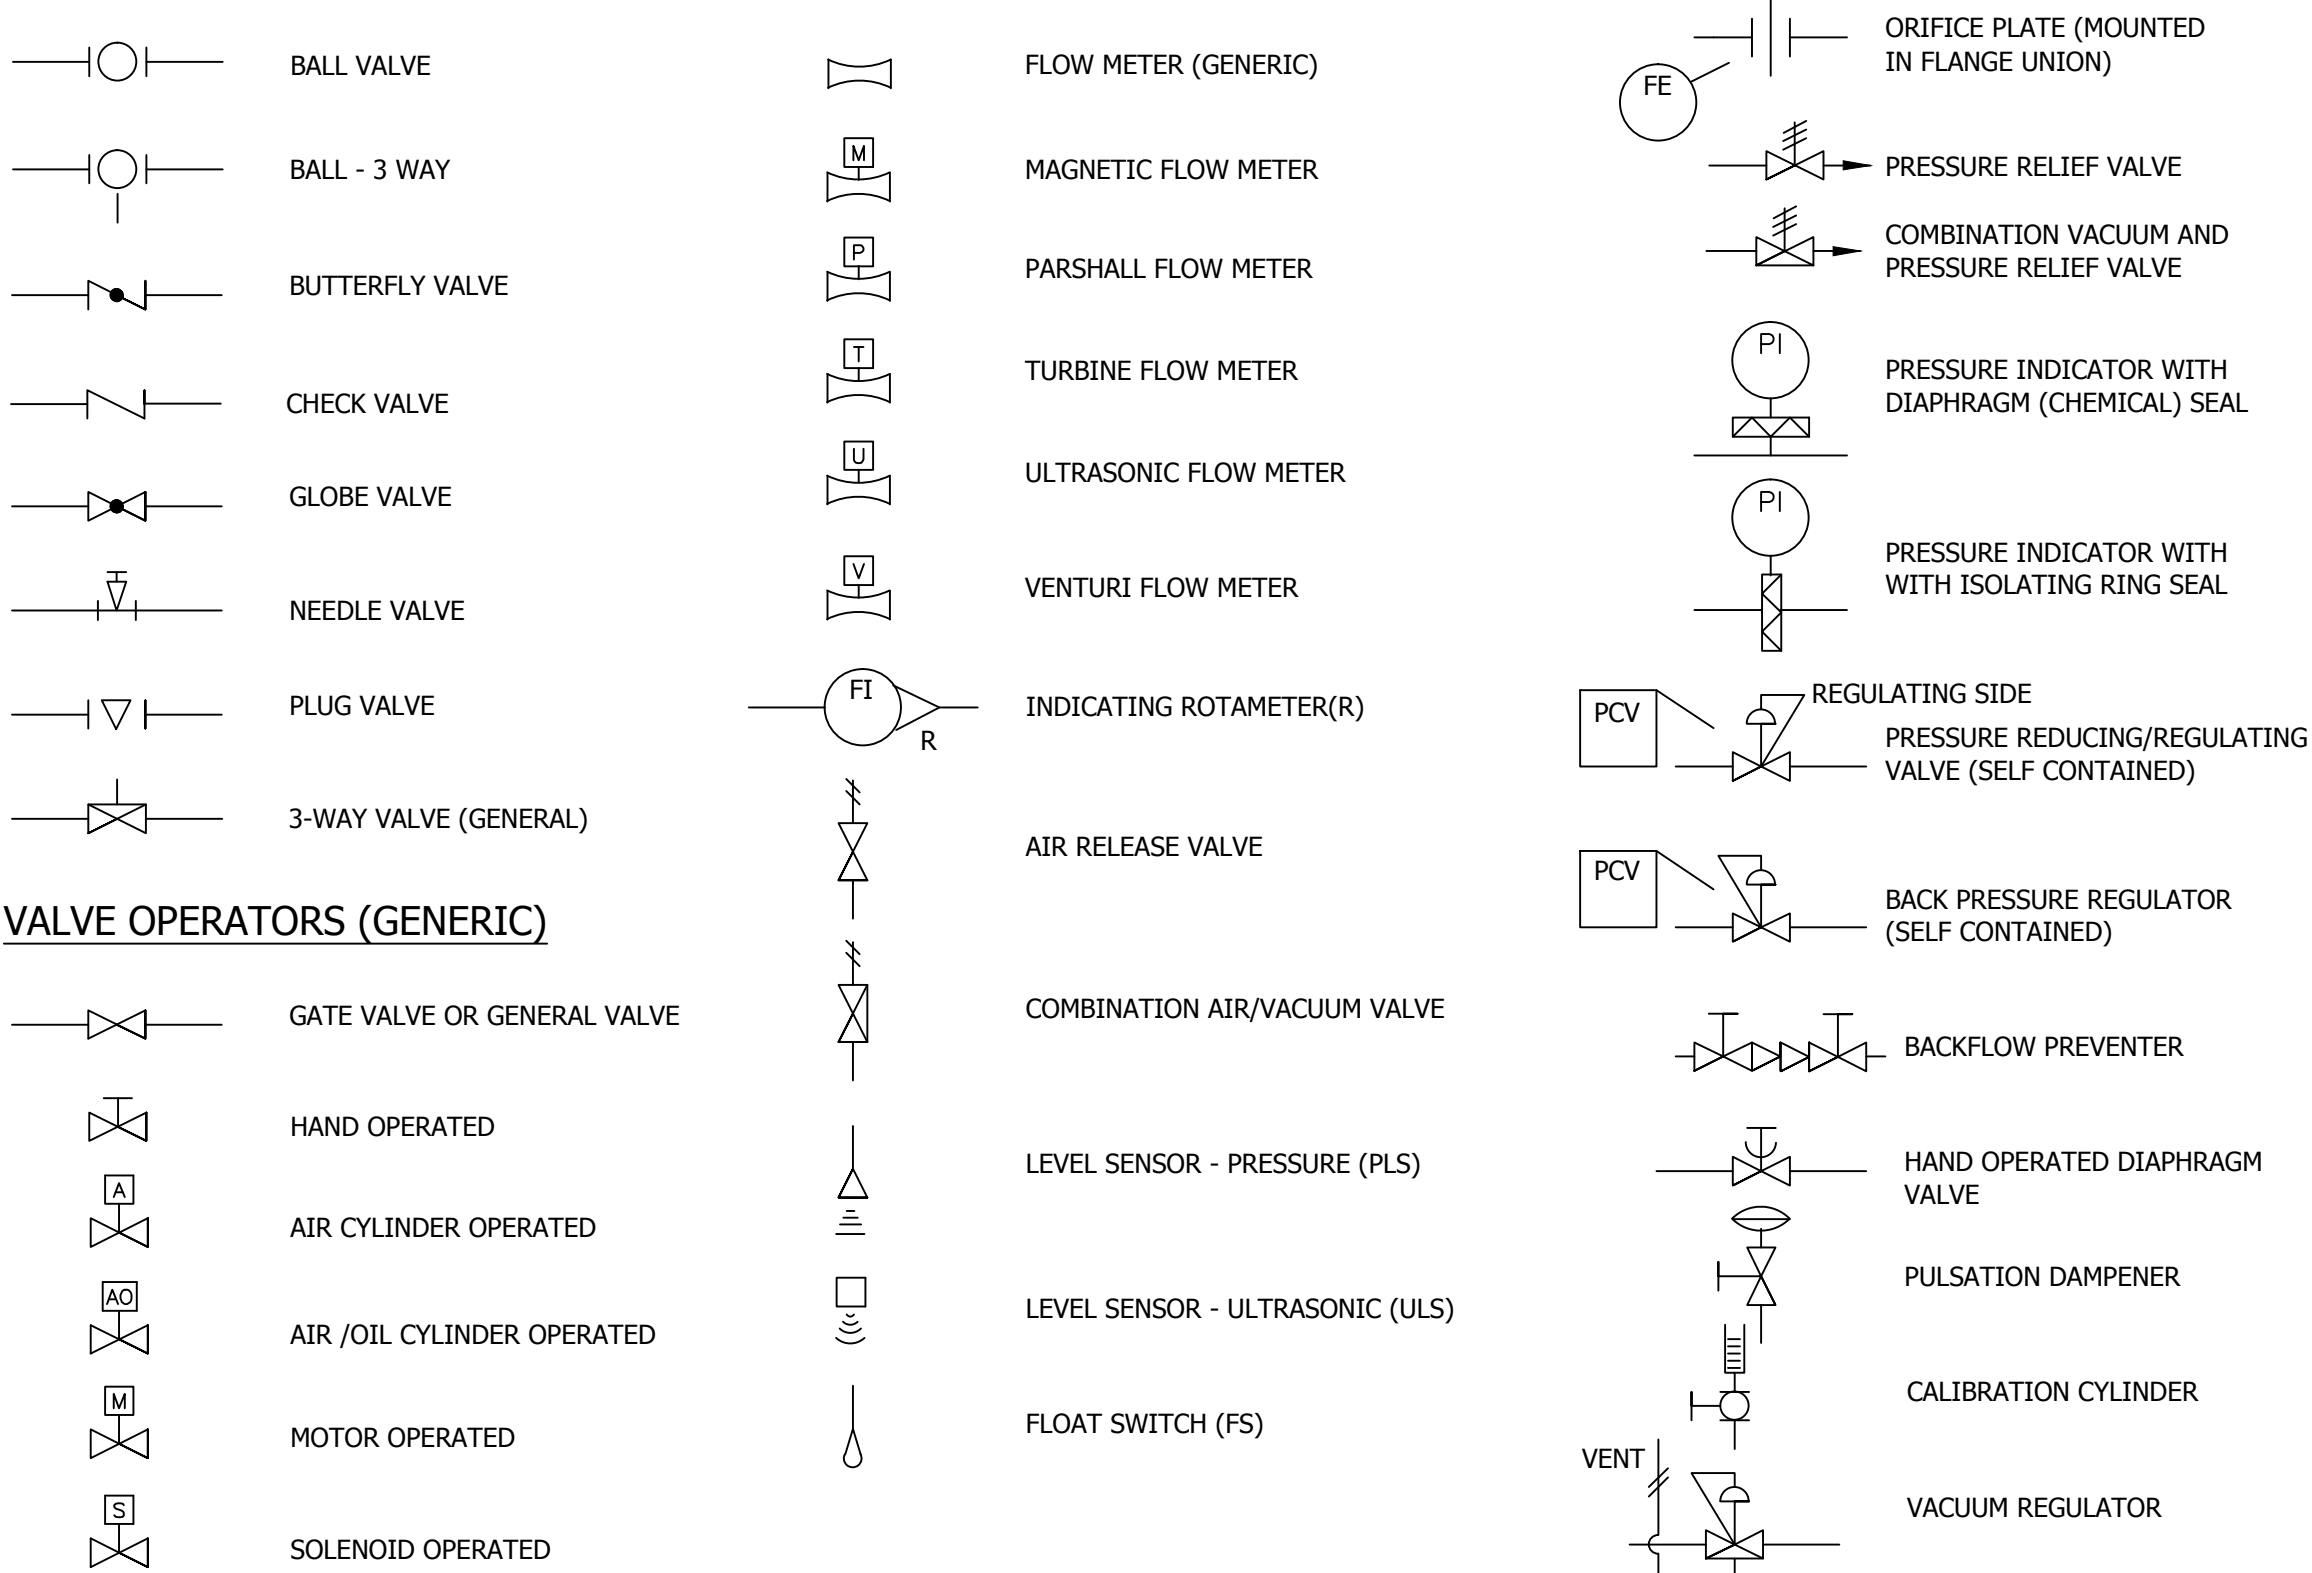 BALL VALVE
BALL - 3 WAY
BUTTERFLY VALVE
CHECK VALVE
GLOBE VALVE
NEEDLE VALVE
PLUG VALVE
3-WAY VALVE (GENERAL)
VALVE OPERATORS (GENERIC)
GATE VALVE OR GENERAL VALVE
HAND OPERATED
A
AIR CYLINDER OPERATED
AO
AIR /OIL CYLINDER OPERATED
M
MOTOR OPERATED
S
SOLENOID OPERATED
FLOW METER (GENERIC)
M
MAGNETIC FLOW METER
P
PARSHALL FLOW METER
T
TURBINE FLOW METER
U
ULTRASONIC FLOW METER
V
VENTURI FLOW METER
FI
R
INDICATING ROTAMETER(R)
AIR RELEASE VALVE
COMBINATION AIR/VACUUM VALVE
LEVEL SENSOR - PRESSURE (PLS)
LEVEL SENSOR - ULTRASONIC (ULS)
FLOAT SWITCH (FS)
FE
ORIFICE PLATE (MOUNTED
IN FLANGE UNION)
PRESSURE RELIEF VALVE
COMBINATION VACUUM AND
PRESSURE RELIEF VALVE
PI
PRESSURE INDICATOR WITH
DIAPHRAGM (CHEMICAL) SEAL
PI
PRESSURE INDICATOR WITH
WITH ISOLATING RING SEAL
PCV
REGULATING SIDE
PRESSURE REDUCING/REGULATING
VALVE (SELF CONTAINED)
PCV
BACK PRESSURE REGULATOR
(SELF CONTAINED)
BACKFLOW PREVENTER
HAND OPERATED DIAPHRAGM
VALVE
PULSATION DAMPENER
CALIBRATION CYLINDER
VENT
VACUUM REGULATOR